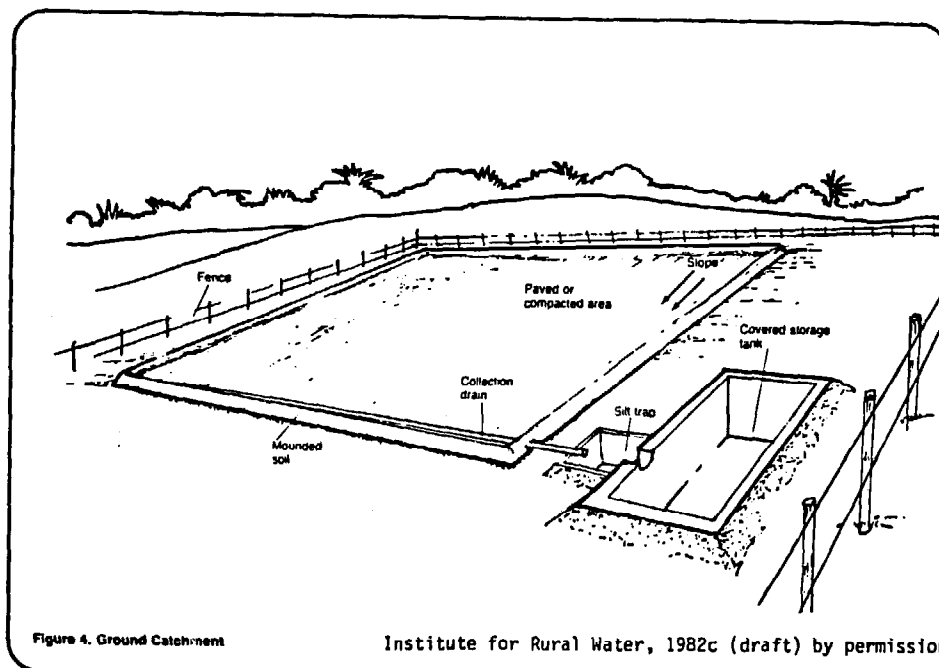 Fence
Slope
Paved or
compacted area
Covered storage
tank
Collection
drain
Silt trap
Mounded
soil
Figure 4. Ground Catchment
Institute for Rural Water, 1982c (draft) by permission